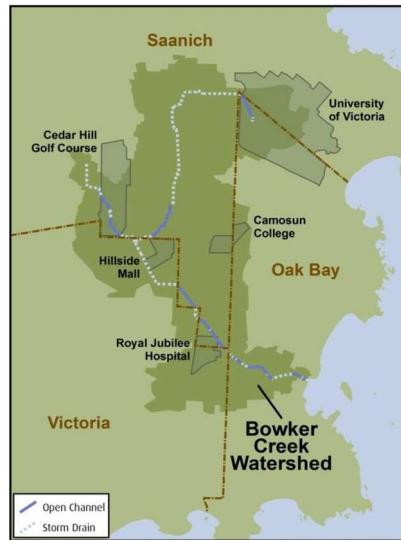 Saanich
University
of Victoria
Cedar Hill
Golf Course
Camosun
College
Hillside
Mall
Oak Bay
Royal Jubilee
Hospital
Victoria
Bowker
Creek
Watershed
Open Channel
Storm Drain